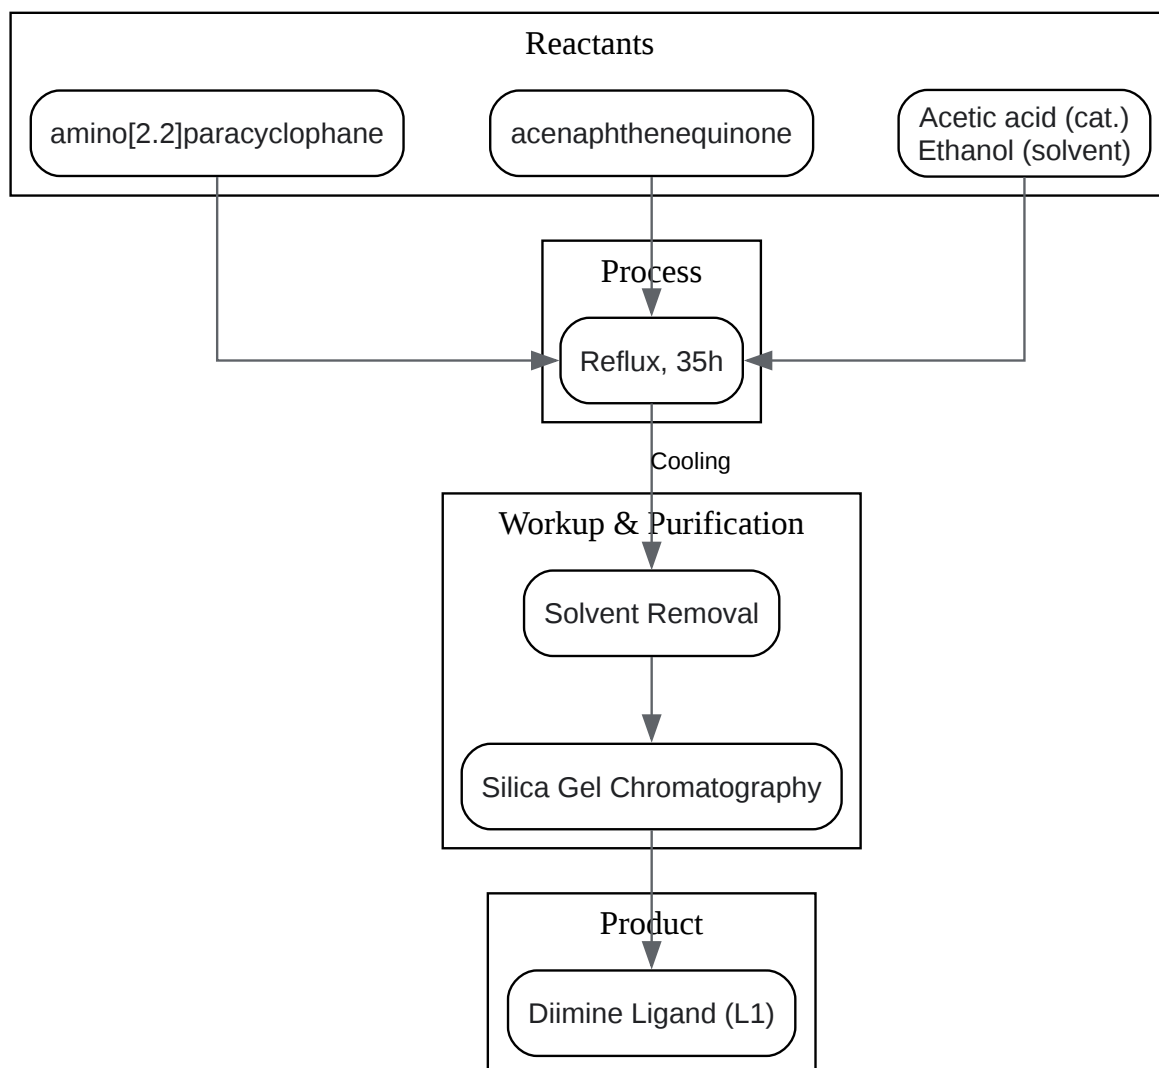 Reactants
amino[2.2]paracyclophane
acenaphthenequinone
Acetic acid (cat.)
Ethanol (solvent)
Process
Reflux, 35h
Cooling
Workup & Purification
Solvent Removal
Silica Gel Chromatography
Product
Diimine Ligand (L1)